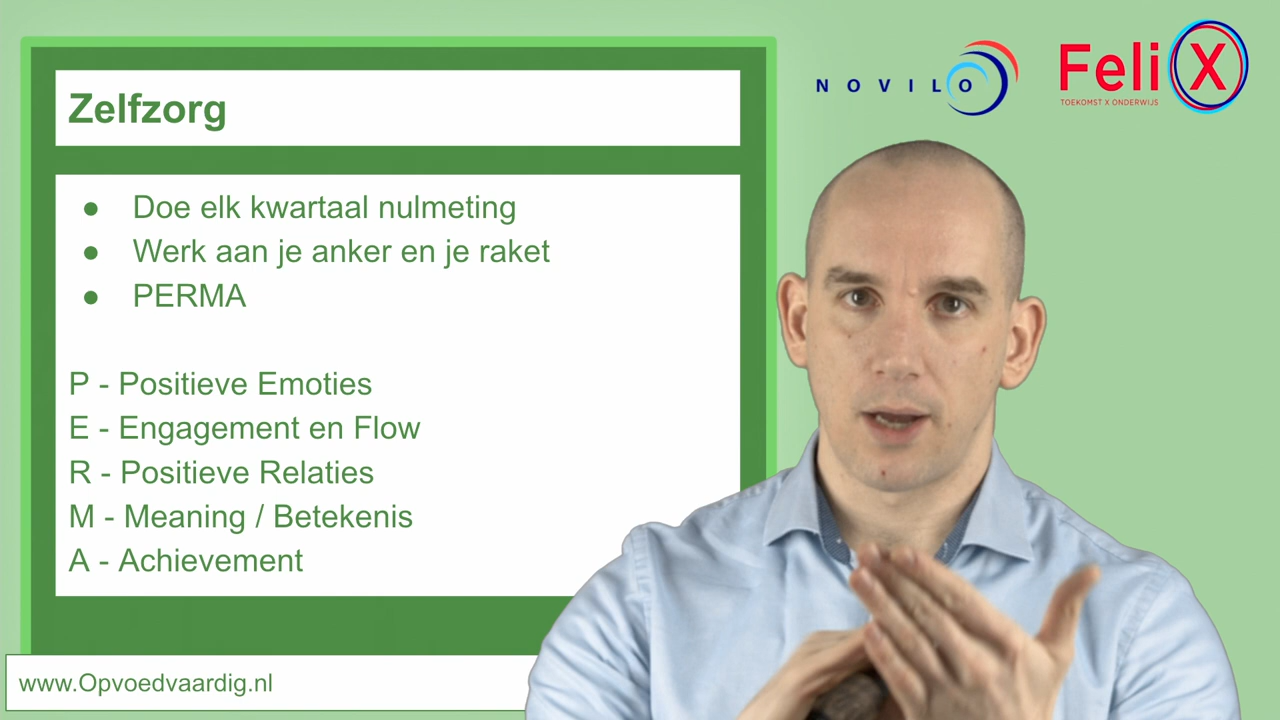 Zelfzorg
● Doe elk kwartaal nulmeting
● Werk aan je anker en je raket
● PERMA
P - Positieve Emoties
E - Engagement en Flow
R - Positieve Relaties
M - Meaning / Betekenis
A - Achievement
www.Opvoedvaardig.nl
NOVILO
FeliX
TOEKOMST X ONDERWIJS